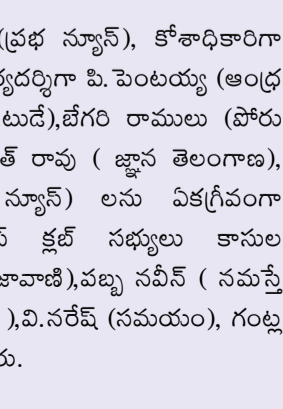 (ప్రభ న్యూస్), కోశాధికారిగా
ర్యదర్శిగా పి. పెంటయ్య (ఆంధ్ర
టుడే),బేగరి రాములు (పోరు
త్ రావు ( జ్ఞాన తెలంగాణ),
న్యూస్) లను ఏకగ్రీవంగా
స్ క్లబ్ సభ్యులు కాసుల
జావాణి),వబ్బ నవీన్ ( నమస్తే
),వి.నరేష్ (సమయం), గంట్ల
రు.